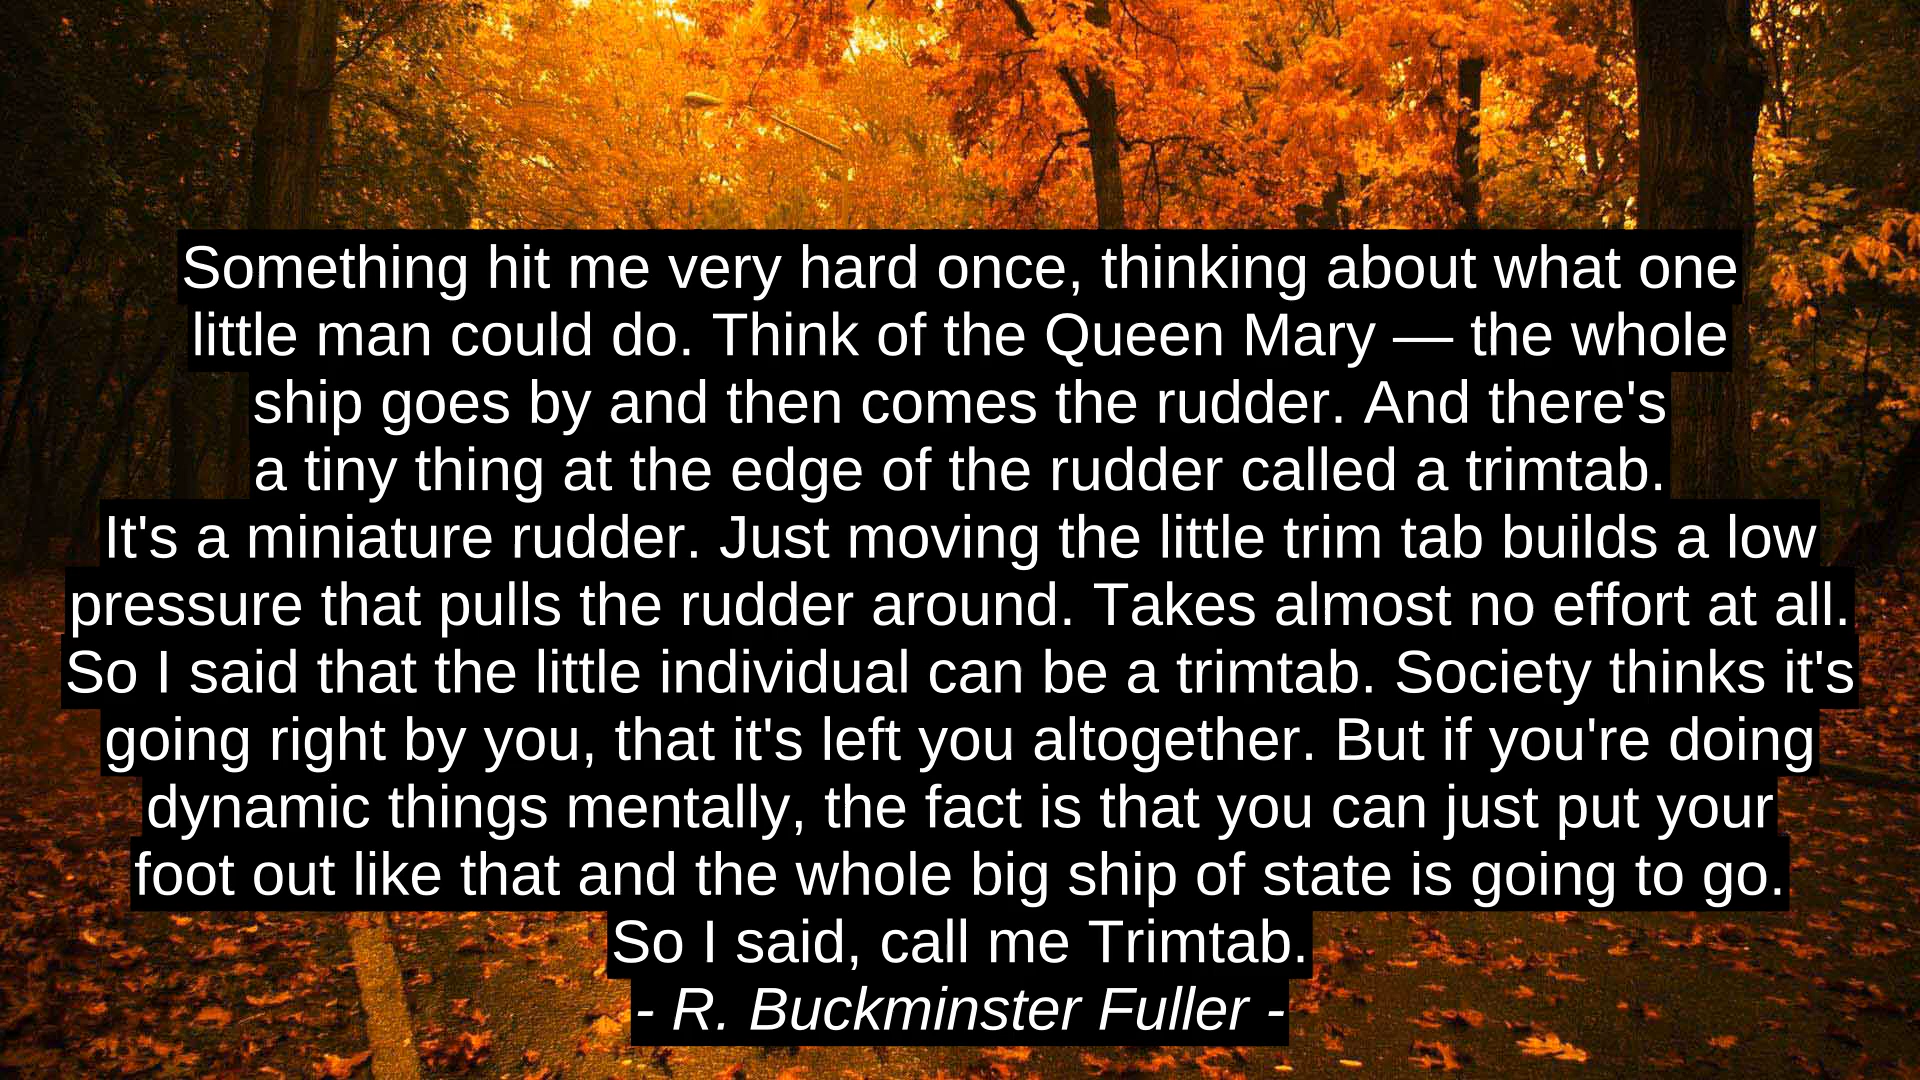 Something hit me very hard once, thinking about what one
little man could do. Think of the Queen Mary — the whole
ship goes by and then comes the rudder. And there's
a tiny thing at the edge of the rudder called a trimtab.
It's a miniature rudder. Just moving the little trim tab builds a low
pressure that pulls the rudder around. Takes almost no effort at all.
So I said that the little individual can be a trimtab. Society thinks it's
going right by you, that it's left you altogether. But if you're doing
dynamic things mentally, the fact is that you can just put your
foot out like that and the whole big ship of state is going to go.
So I said, call me Trimtab.
- R. Buckminster Fuller -